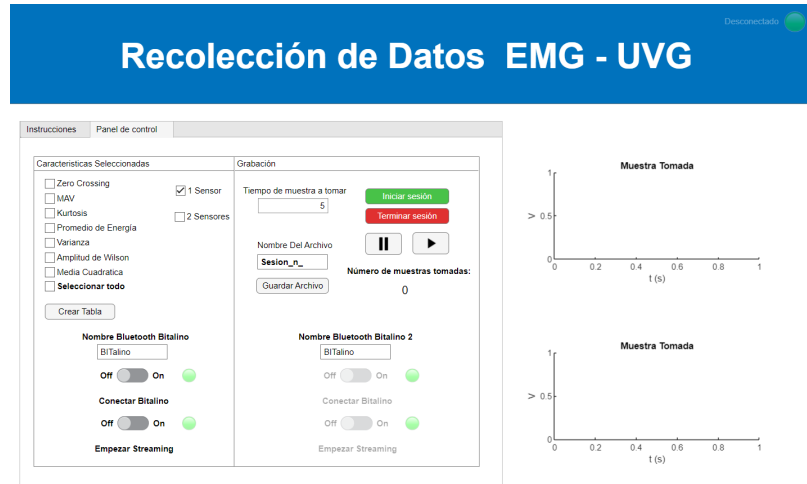 Desconectado
Recolección de Datos EMG - UVG
Instrucciones
Panel de control
Caracteristicas Seleccionadas
Zero Crossing
MAV
Kurtosis
Promedio de Energía
Varianza
Amplitud de Wilson
Media Cuadratica
Seleccionar todo
1 Sensor
2 Sensores
Crear Tabla
Grabación
Tiempo de muestra a tomar
5
Iniciar sesión
Terminar sesión
Nombre Del Archivo
Sesion_n_
Guardar Archivo
Número de muestras tomadas:
0
Nombre Bluetooth Bitalino
BITalino
Off On
Conectar Bitalino
Off On
Empezar Streaming
Nombre Bluetooth Bitalino 2
BITalino
Off On
Conectar Bitalino
Off On
Empezar Streaming
Muestra Tomada
1
V 0.5
0
0 0.2 0.4 0.6 0.8 1
t (s)
Muestra Tomada
1
V 0.5
0
0 0.2 0.4 0.6 0.8 1
t (s)